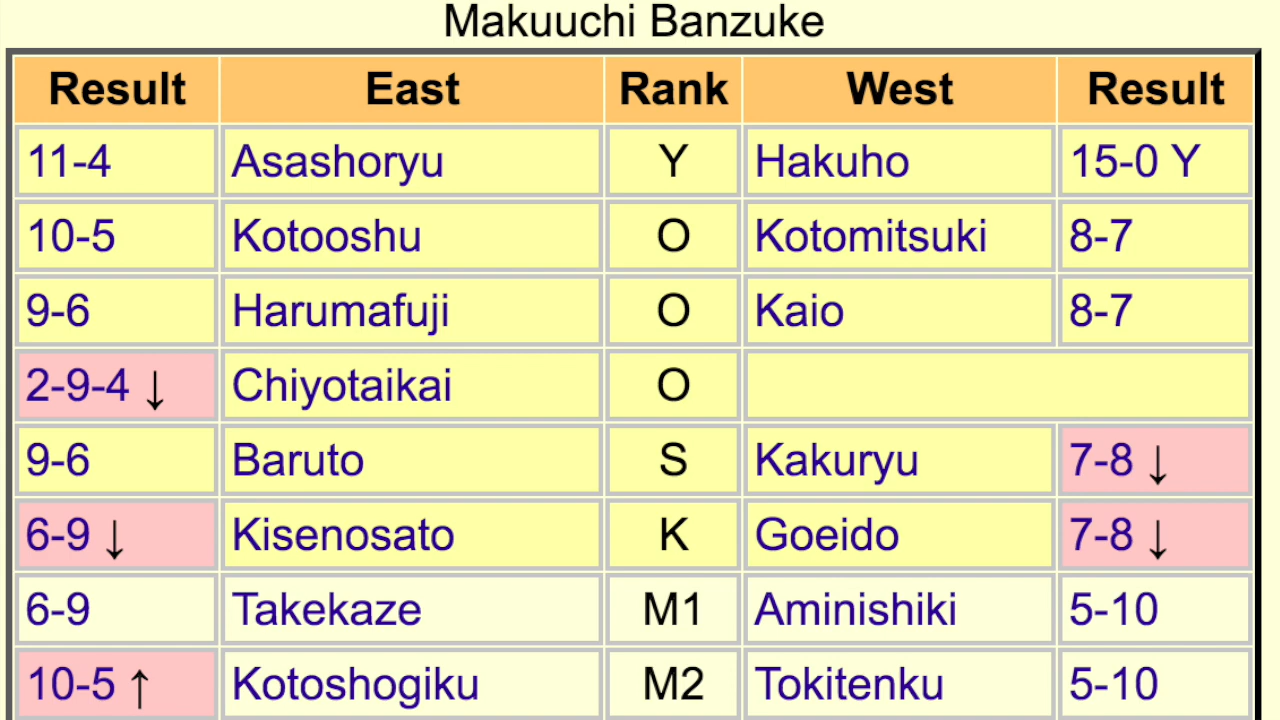 Makuuchi Banzuke
Result East Rank West Result
11-4 Asashoryu Y Hakuho 15-0 Y
10-5 Kotooshu O Kotomitsuki 8-7
9-6 Harumafuji O Kaio 8-7
2-9-4 ↓ Chiyotaikai O
9-6 Baruto S Kakuryu 7-8 ↓
6-9 ↓ Kisenosato K Goeido 7-8 ↓
6-9 Takekaze M1 Aminishiki 5-10
10-5 ↑ Kotoshogiku M2 Tokitenku 5-10